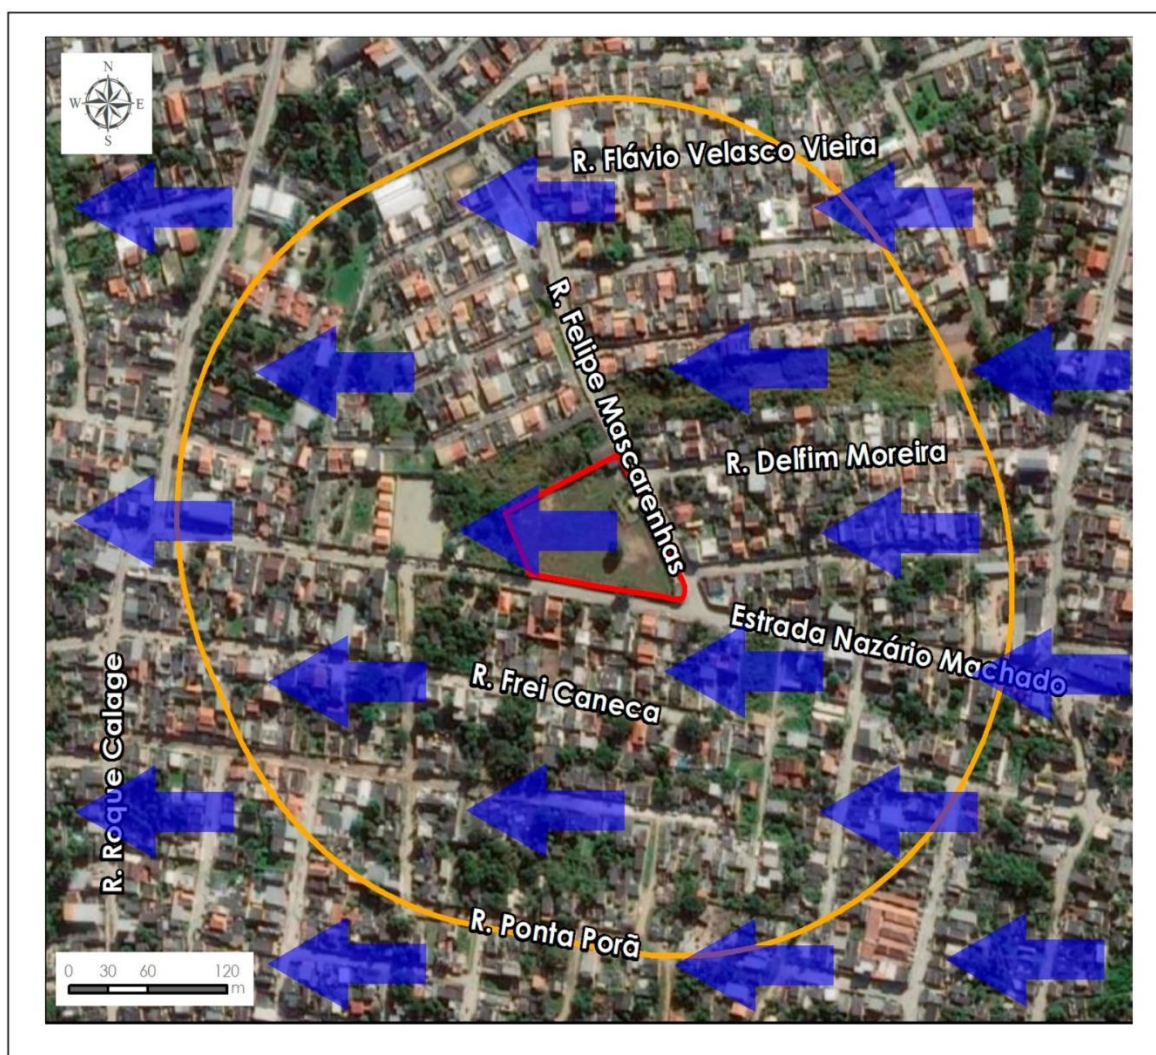 N
W E
S
R. Flávio Velasco Vieira
R. Felipe Mascarenhas
R. Delfim Moreira
Estrada Nazário Machado
R. Frei Caneca
R. Roque Calage
R. Ponta Porã
0 30 60 120
m